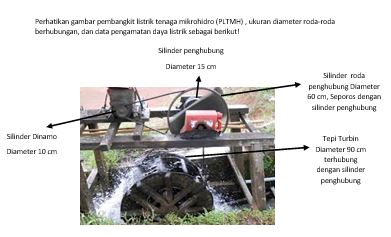 Perhatikan gambar pembangkit listrik tenaga mikrohidro (PLTMH) , ukuran diameter roda-roda
berhubungan, dan data pengamatan daya listrik sebagai berikut!
Silinder penghubung
Diameter 15 cm
Silinder roda
penghubung Diameter
60 cm, Seporos dengan
silinder penghubung
Silinder Dinamo
Diameter 10 cm
Tepi Turbin
Diameter 90 cm
terhubung
dengan silinder
penghubung